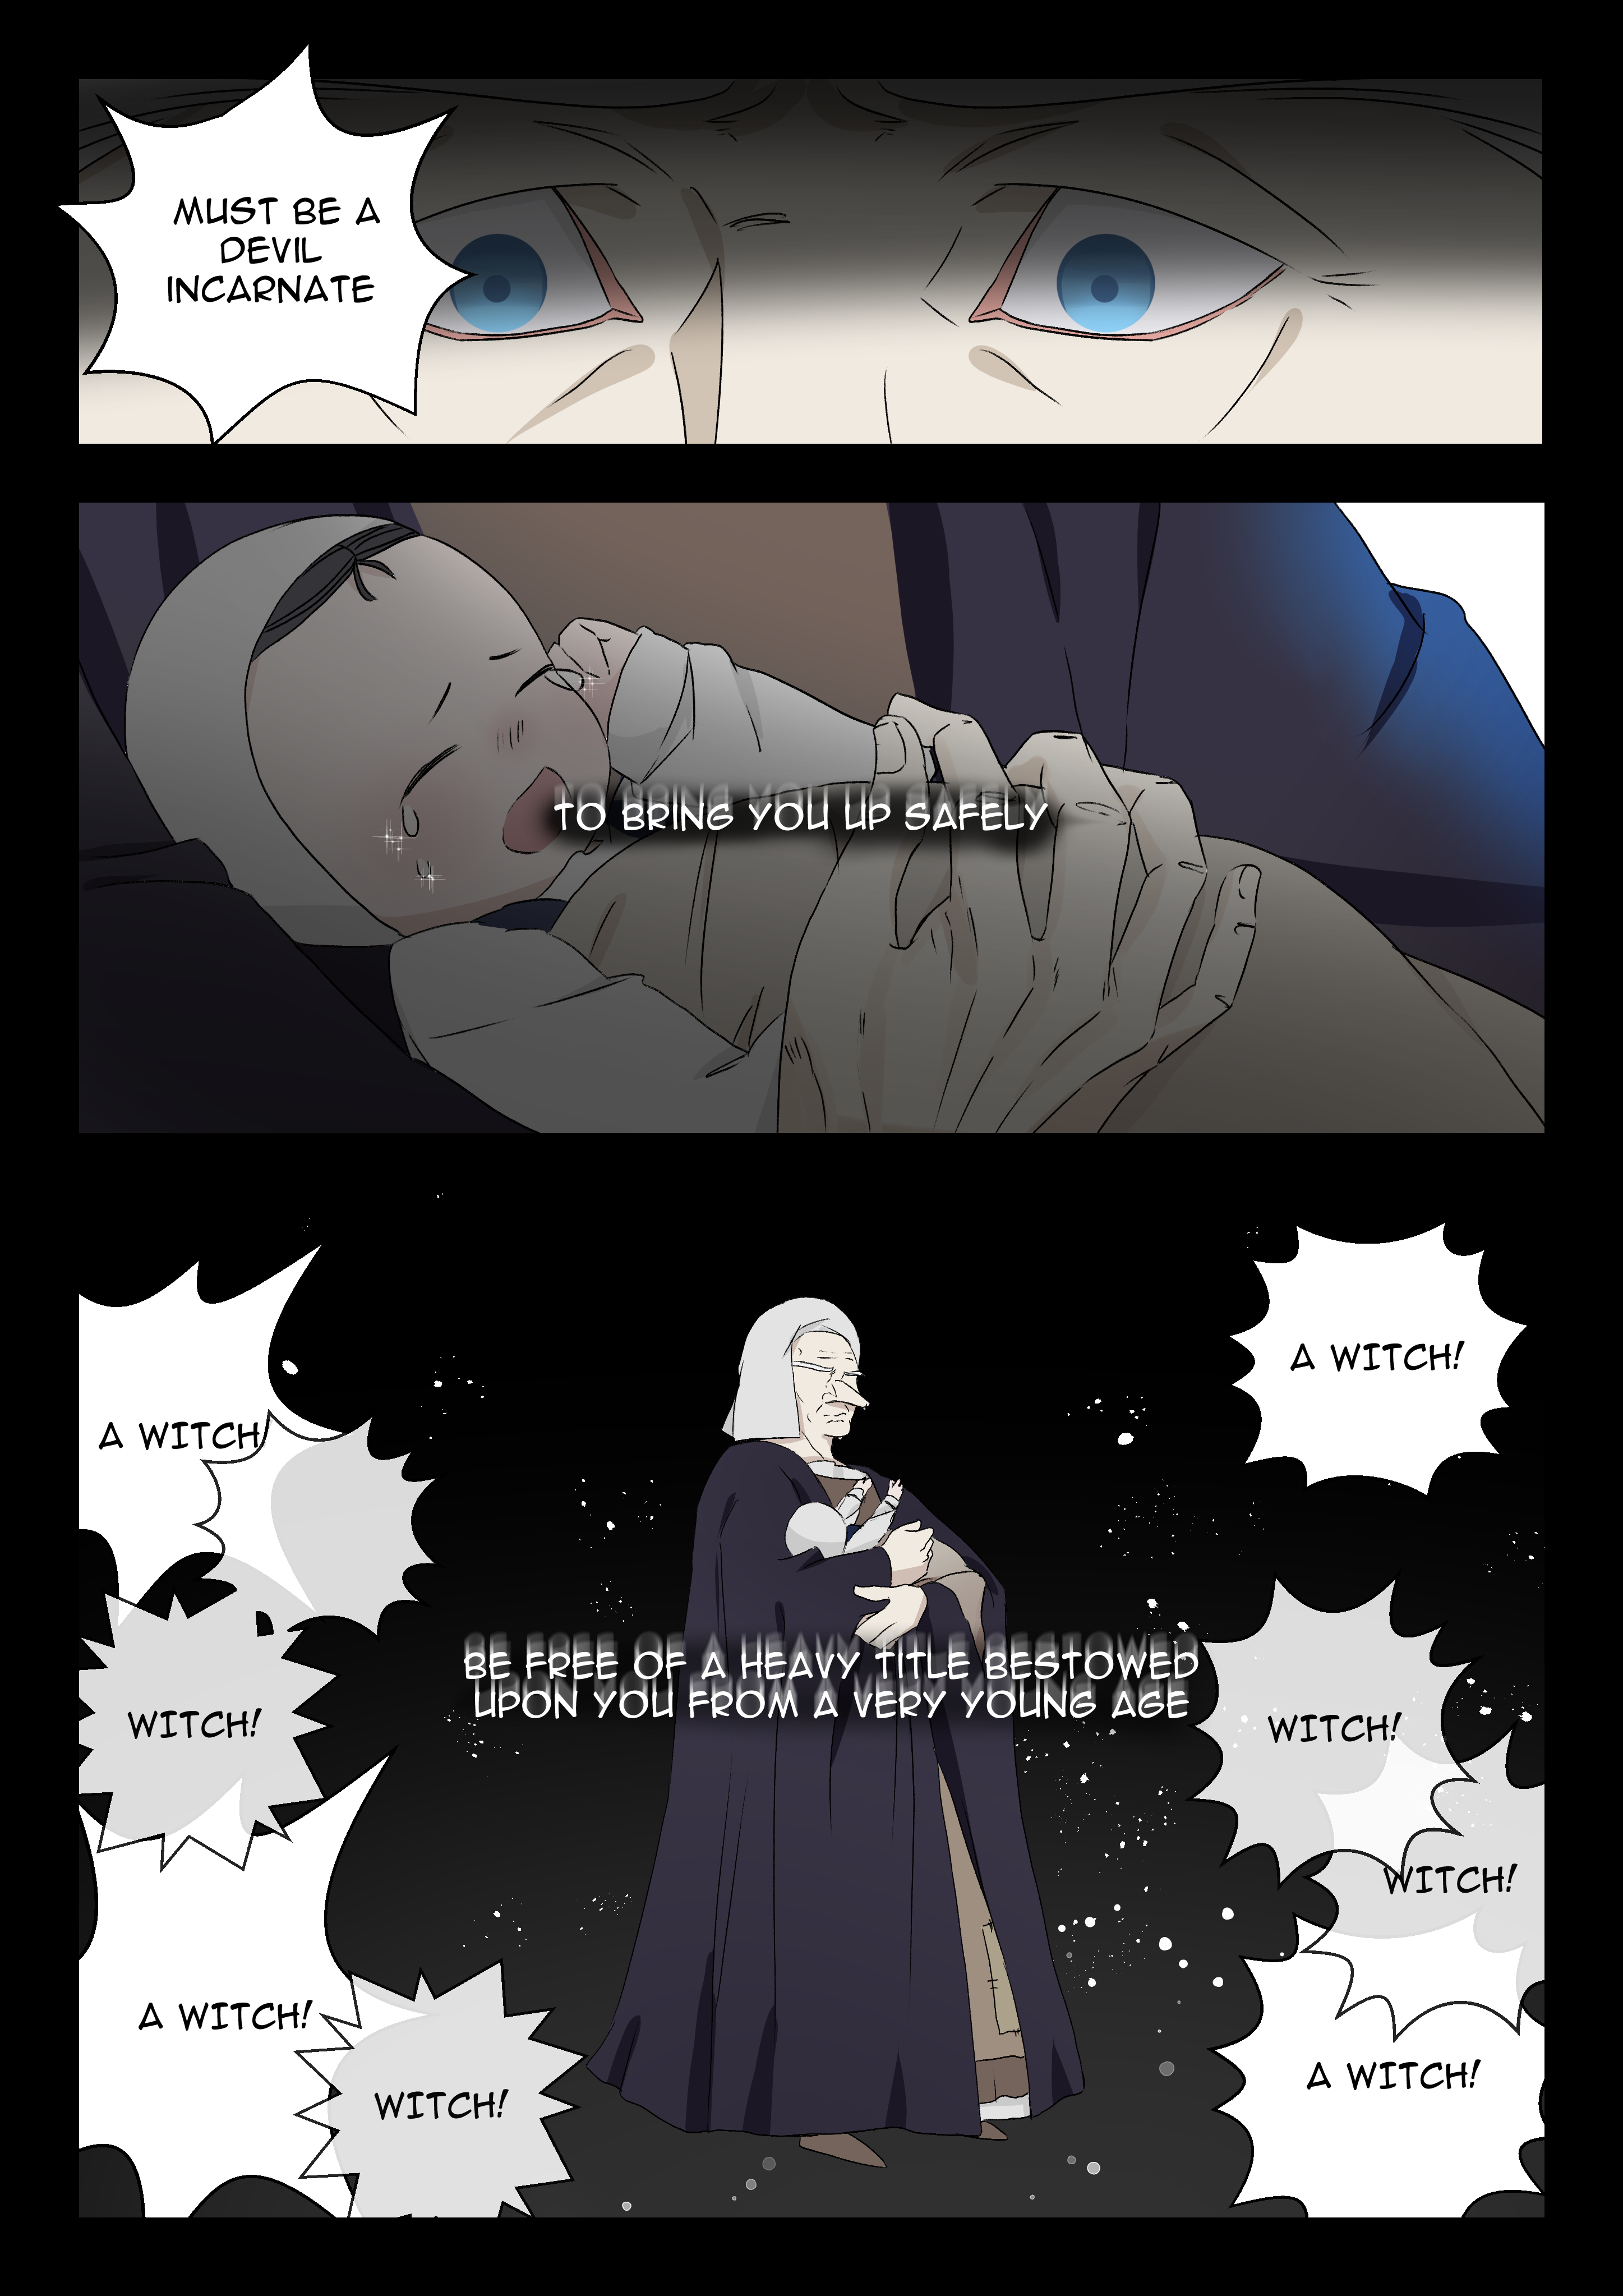 MUST BE A
DEVIL
INCARNATE
TO BRING YOU UP SAFELY
A WITCH!
A WITCH!
BE FREE OF A HEAVY TITLE BESTOWED
UPON YOU FROM A VERY YOUNG AGE
WITCH!
WITCH!
WITCH!
A WITCH!
WITCH!
A WITCH!